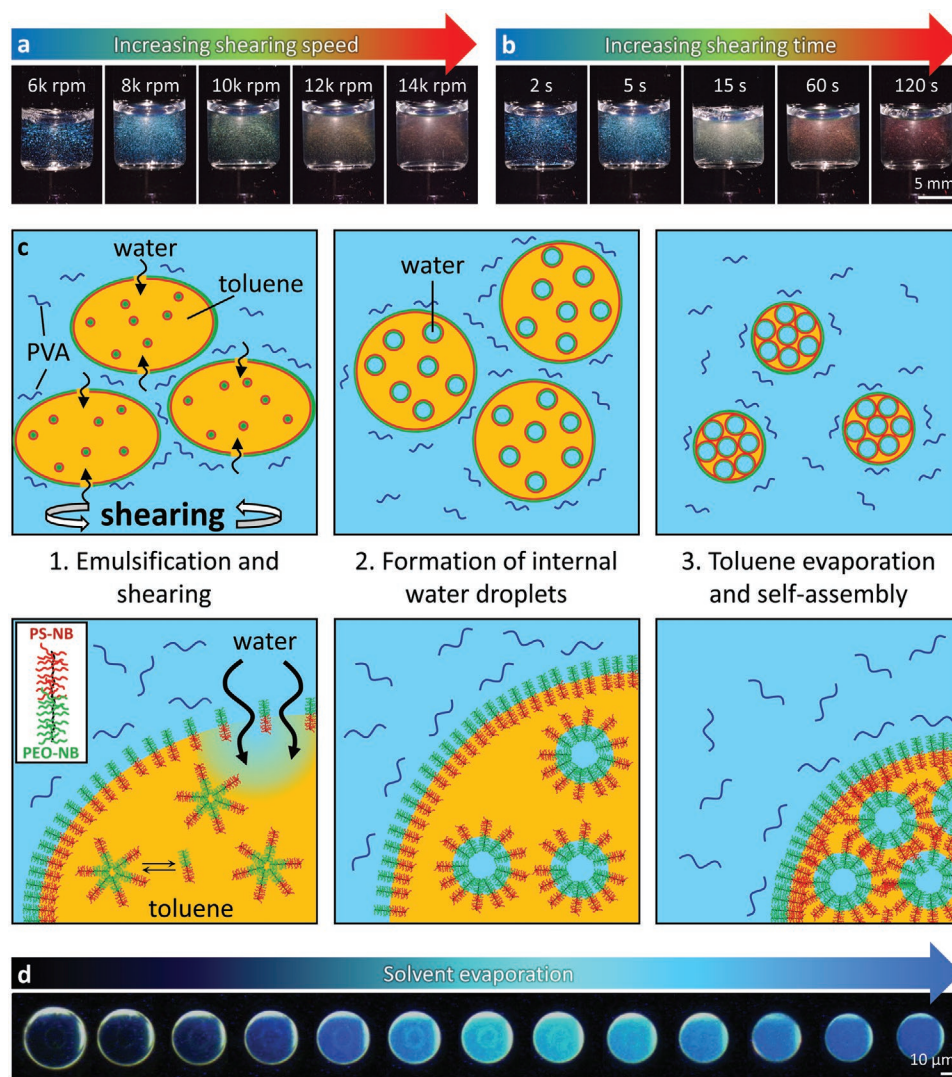 a
Increasing shearing speed
6k rpm
8k rpm
10k rpm
12k rpm
14k rpm
b
Increasing shearing time
2 s
5 s
15 s
60 s
120 s
5 mm
c
water
toluene
PVA
shearing
water
1. Emulsification and
shearing
2. Formation of internal
water droplets
3. Toluene evaporation
and self-assembly
PS-NB
PEO-NB
water
toluene
d
Solvent evaporation
10 µm